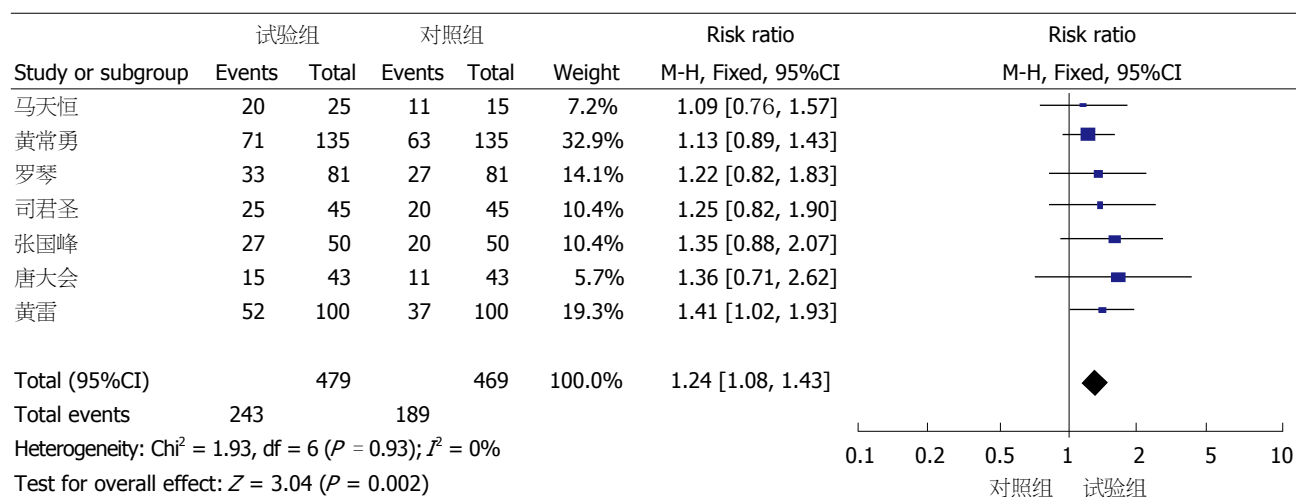 试验组 对照组 Risk ratio Risk ratio
Study or subgroup Events Total Events Total Weight M-H, Fixed, 95%CI M-H, Fixed, 95%CI
马天恒 20 25 11 15 7.2% 1.09 [0.76, 1.57]
黄常勇 71 135 63 135 32.9% 1.13 [0.89, 1.43]
罗琴 33 81 27 81 14.1% 1.22 [0.82, 1.83]
司君圣 25 45 20 45 10.4% 1.25 [0.82, 1.90]
张国峰 27 50 20 50 10.4% 1.35 [0.88, 2.07]
唐大会 15 43 11 43 5.7% 1.36 [0.71, 2.62]
黄雷 52 100 37 100 19.3% 1.41 [1.02, 1.93]
Total (95%CI) 479 469 100.0% 1.24 [1.08, 1.43]
Total events 243 189
Heterogeneity: Chi² = 1.93, df = 6 (P = 0.93); I² = 0%
Test for overall effect: Z = 3.04 (P = 0.002)
0.1 0.2 0.5 1 2 5 10
对照组 试验组